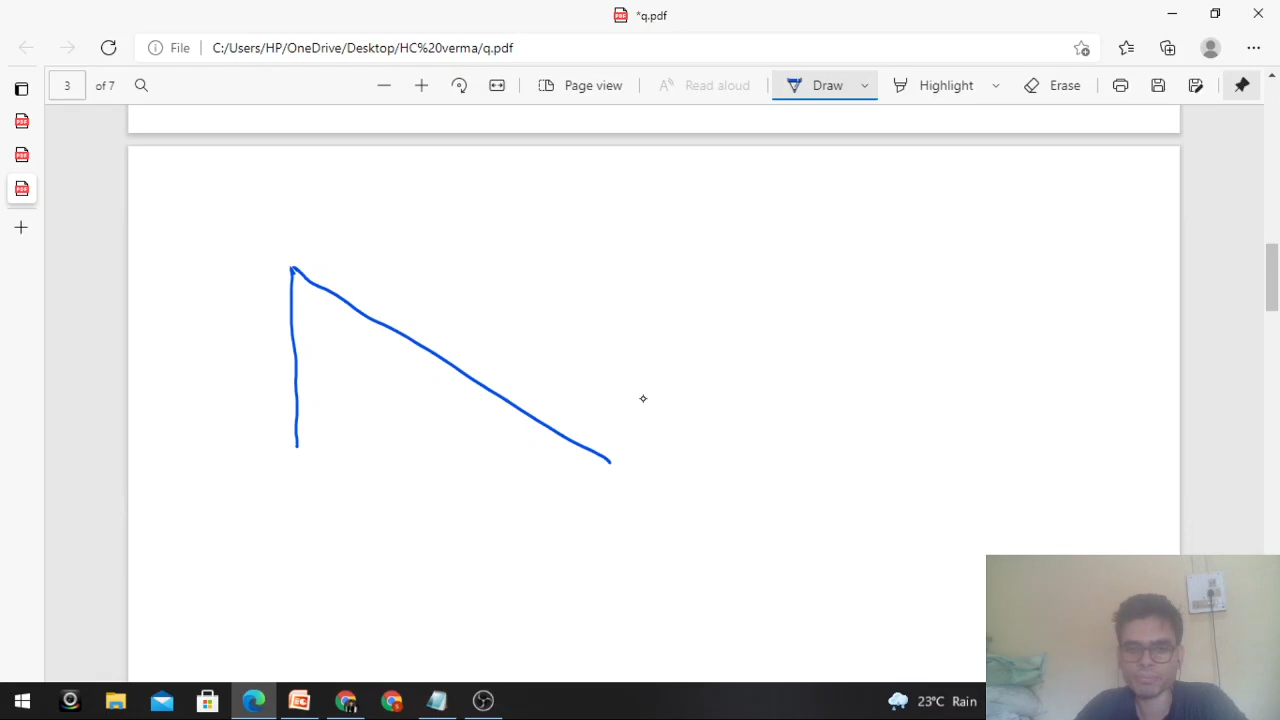 *q.pdf
File C:/Users/HP/OneDrive/Desktop/HC%20verma/q.pdf
3 of 7 Page view Read aloud Draw Highlight Erase
23°C Rain